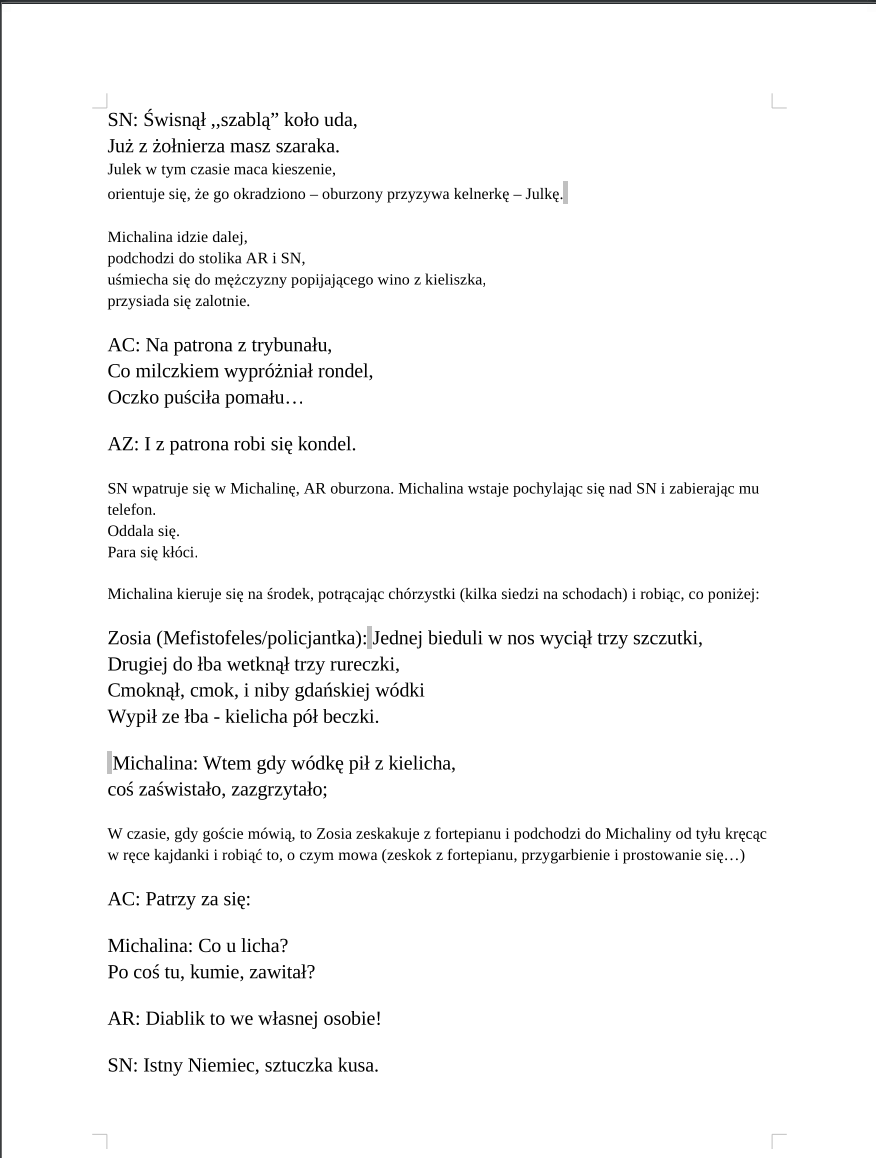 SN: Świsnął ,,szablą” koło uda,
Już z żołnierza masz szaraka.
Julek w tym czasie maca kieszenie,
orientuje się, że go okradziono – oburzony przyzywa kelnerkę – Julkę.
Michalina idzie dalej,
podchodzi do stolika AR i SN,
uśmiecha się do mężczyzny popijającego wino z kieliszka,
przysiada się zalotnie.
AC: Na patrona z trybunału,
Co milczkiem wypróżniał rondel,
Oczko puściła pomału…
AZ: I z patrona robi się kondel.
SN wpatruje się w Michalinę, AR oburzona. Michalina wstaje pochylając się nad SN i zabierając mu
telefon.
Oddala się.
Para się kłóci.
Michalina kieruje się na środek, potrącając chórzystki (kilka siedzi na schodach) i robiąc, co poniżej:
Zosia (Mefistofeles/policjantka): Jednej bieduli w nos wyciął trzy szczutki,
Drugiej do łba wetknął trzy rureczki,
Cmoknął, cmok, i niby gdańskiej wódki
Wypił ze łba - kielicha pół beczki.
Michalina: Wtem gdy wódkę pił z kielicha,
coś zaświstało, zazgrzytało;
W czasie, gdy goście mówią, to Zosia zeskakuje z fortepianu i podchodzi do Michaliny od tyłu kręcąc
w ręce kajdanki i robiąć to, o czym mowa (zeskok z fortepianu, przygarbienie i prostowanie się…)
AC: Patrzy za się:
Michalina: Co u licha?
Po coś tu, kumie, zawitał?
AR: Diablik to we własnej osobie!
SN: Istny Niemiec, sztuczka kusa.